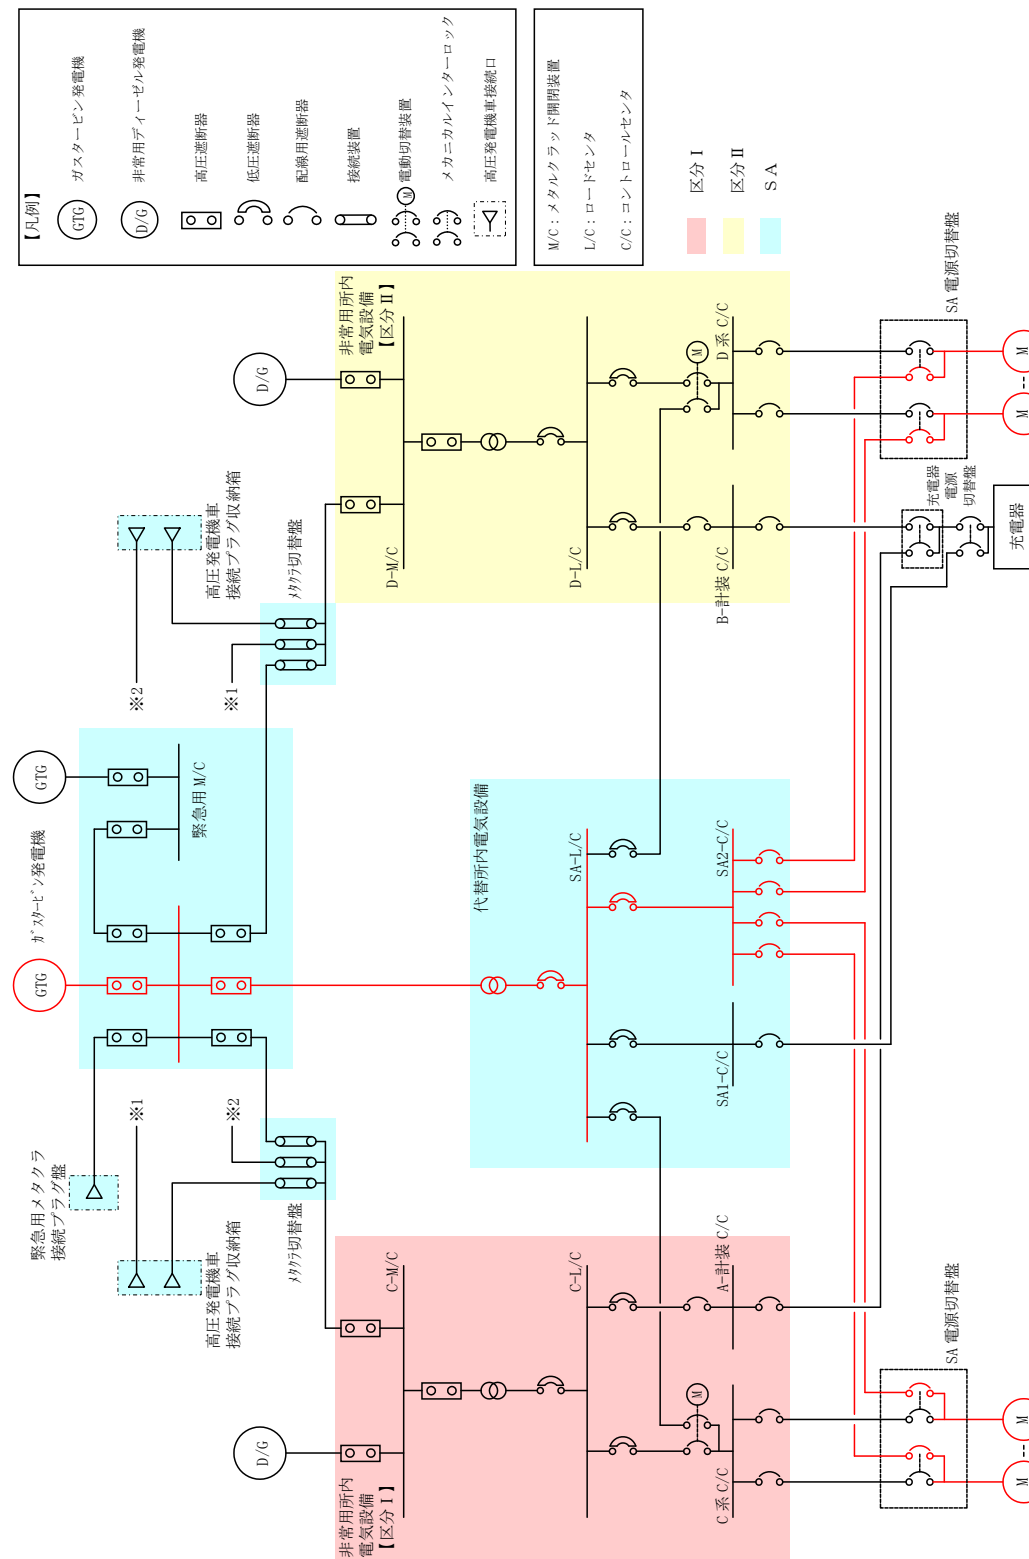 【凡例】
GTG
ガスタービン発電機
D/G
非常用ディーゼル発電機
高圧遮断器
低圧遮断器
配線用遮断器
接続装置
M
電動切替装置
メカニカルインターロック
高圧発電機車接続口
M/C：メタルクラッド開閉装置
L/C：ロードセンタ
C/C：コントロールセンタ
区分Ⅰ
区分Ⅱ
ＳＡ
緊急用メタクラ
接続プラグ盤
GTG
ｶﾞｽﾀｰﾋﾞﾝ発電機
GTG
緊急用 M/C
※1
※2
※2
※1
高圧発電機車
接続プラグ収納箱
高圧発電機車
接続プラグ収納箱
ﾒﾀｸﾗ切替盤
ﾒﾀｸﾗ切替盤
D/G
D/G
非常用所内
電気設備
【区分Ⅰ】
C-M/C
C-L/C
M
C 系 C/C
A-計装 C/C
代替所内電気設備
SA-L/C
SA1-C/C
SA2-C/C
非常用所内
電気設備
【区分Ⅱ】
D-M/C
D-L/C
M
B-計装 C/C
D 系 C/C
SA 電源切替盤
M
M
充電器
電源
切替盤
充電器
SA 電源切替盤
M
M